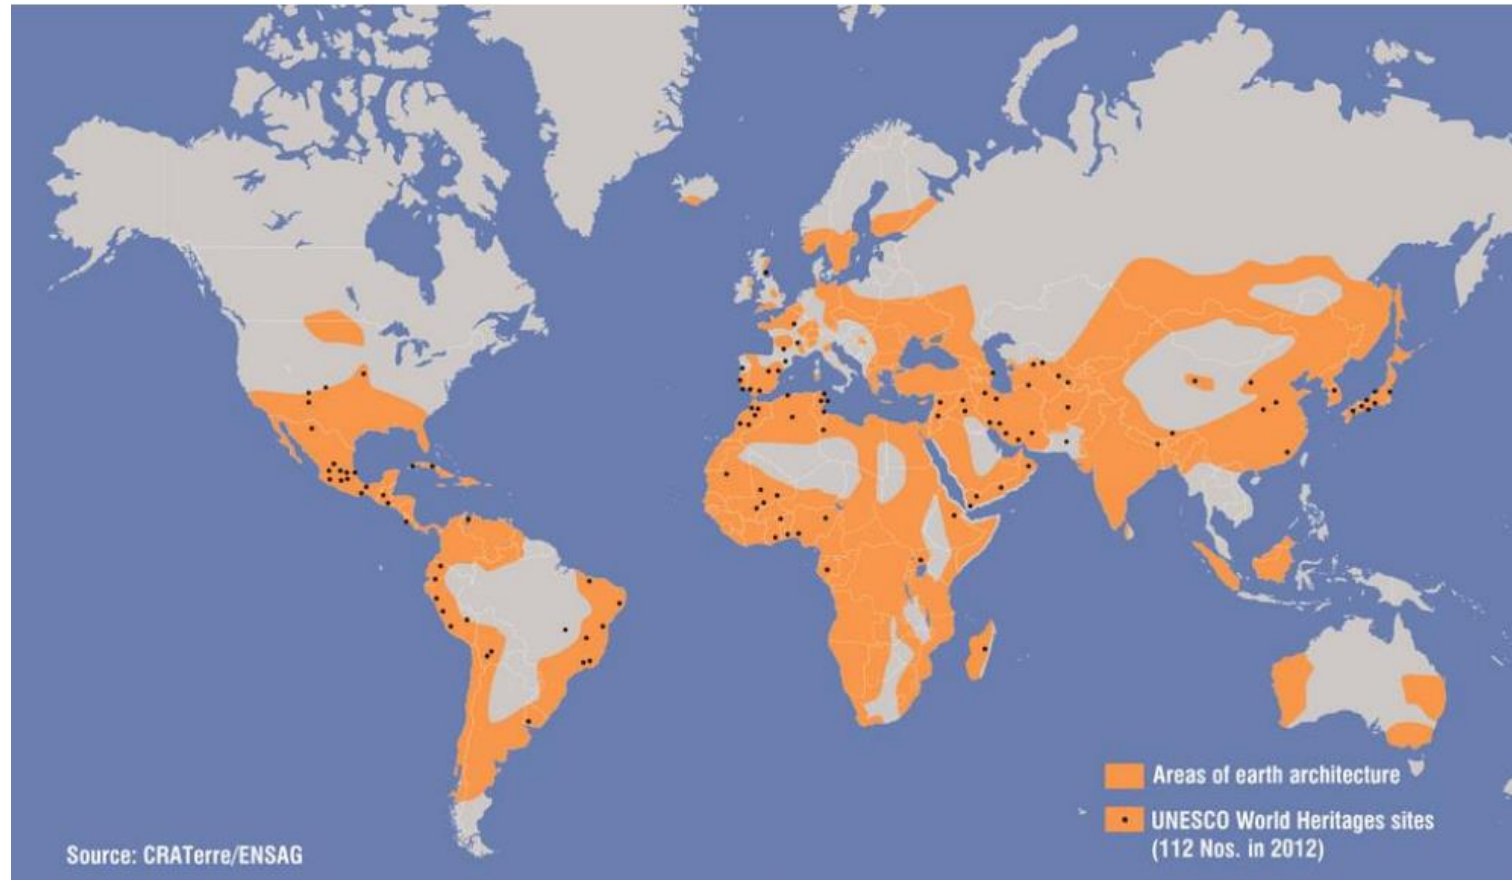 Areas of earth architecture
UNESCO World Heritages sites
(112 Nos. in 2012)
Source: CRATerre/ENSAG